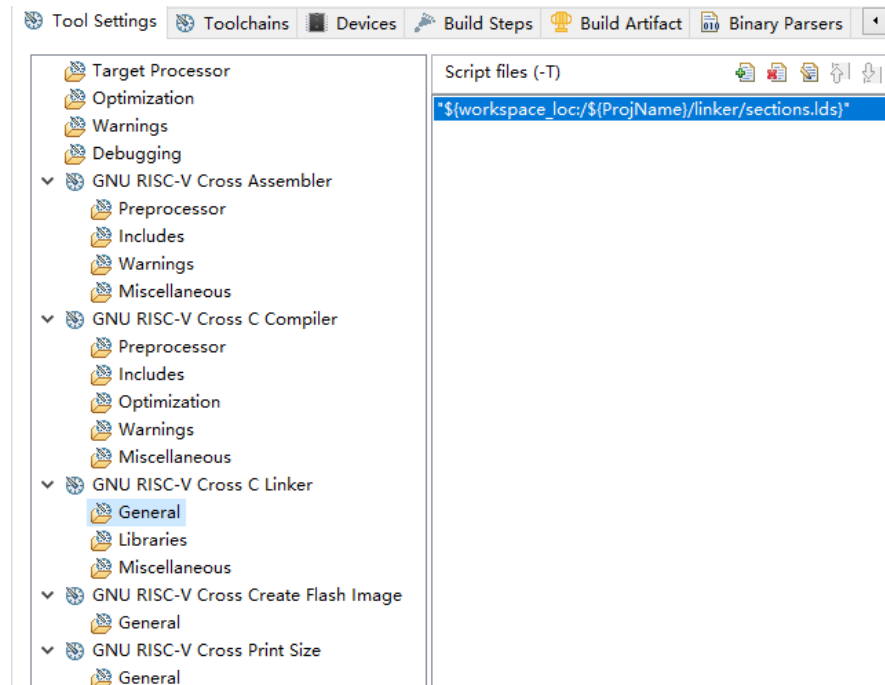 Tool Settings
Toolchains
Devices
Build Steps
Build Artifact
Binary Parsers
Target Processor
Optimization
Warnings
Debugging
GNU RISC-V Cross Assembler
Preprocessor
Includes
Warnings
Miscellaneous
GNU RISC-V Cross C Compiler
Preprocessor
Includes
Optimization
Warnings
Miscellaneous
GNU RISC-V Cross C Linker
General
Libraries
Miscellaneous
GNU RISC-V Cross Create Flash Image
General
GNU RISC-V Cross Print Size
General
Script files (-T)
"${workspace_loc:/${ProjName}/linker/sections.lds}"